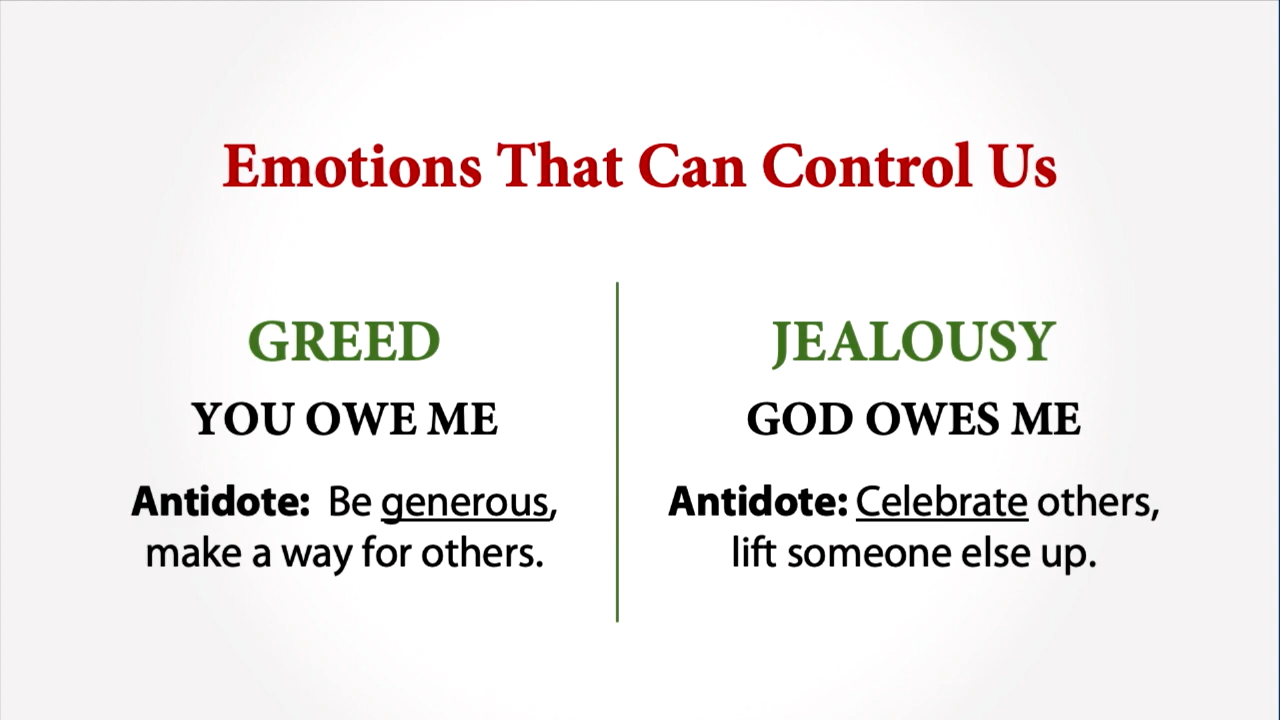 Emotions That Can Control Us
GREED
YOU OWE ME
Antidote: Be generous,
make a way for others.
JEALOUSY
GOD OWES ME
Antidote: Celebrate others,
lift someone else up.